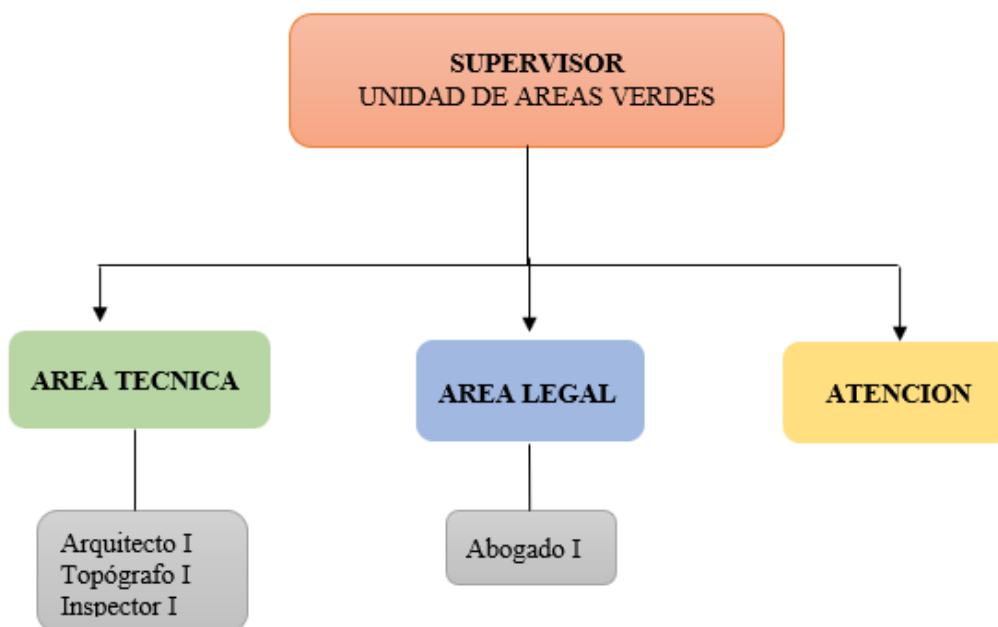 SUPERVISOR
UNIDAD DE AREAS VERDES
AREA TECNICA
AREA LEGAL
ATENCION
Arquitecto I
Topógrafo I
Inspector I
Abogado I